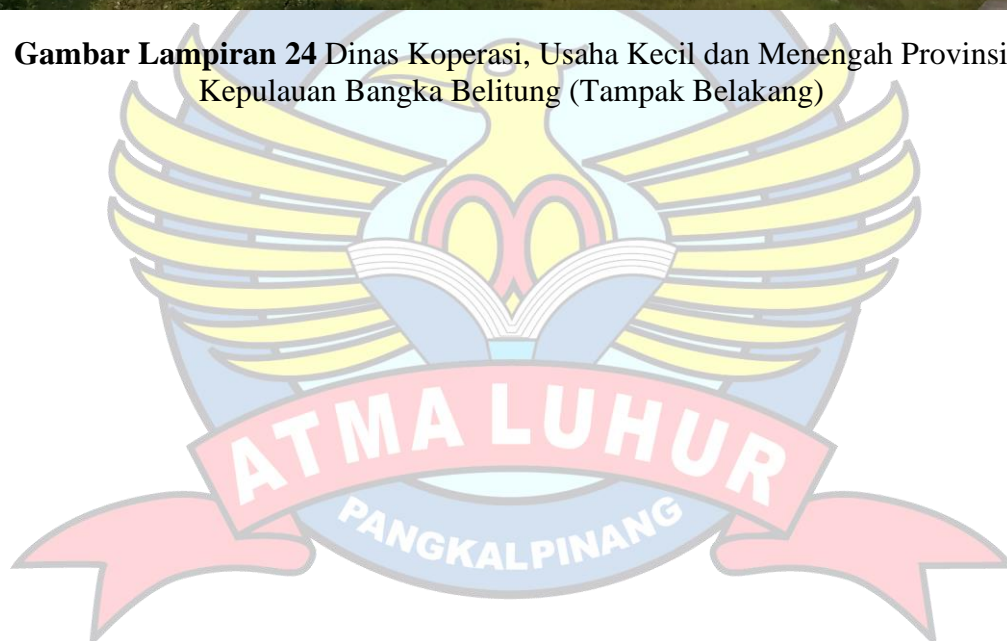 Gambar Lampiran 24 Dinas Koperasi, Usaha Kecil dan Menengah Provinsi
Kepulauan Bangka Belitung (Tampak Belakang)
ATMA LUHUR
PANGKALPINANG